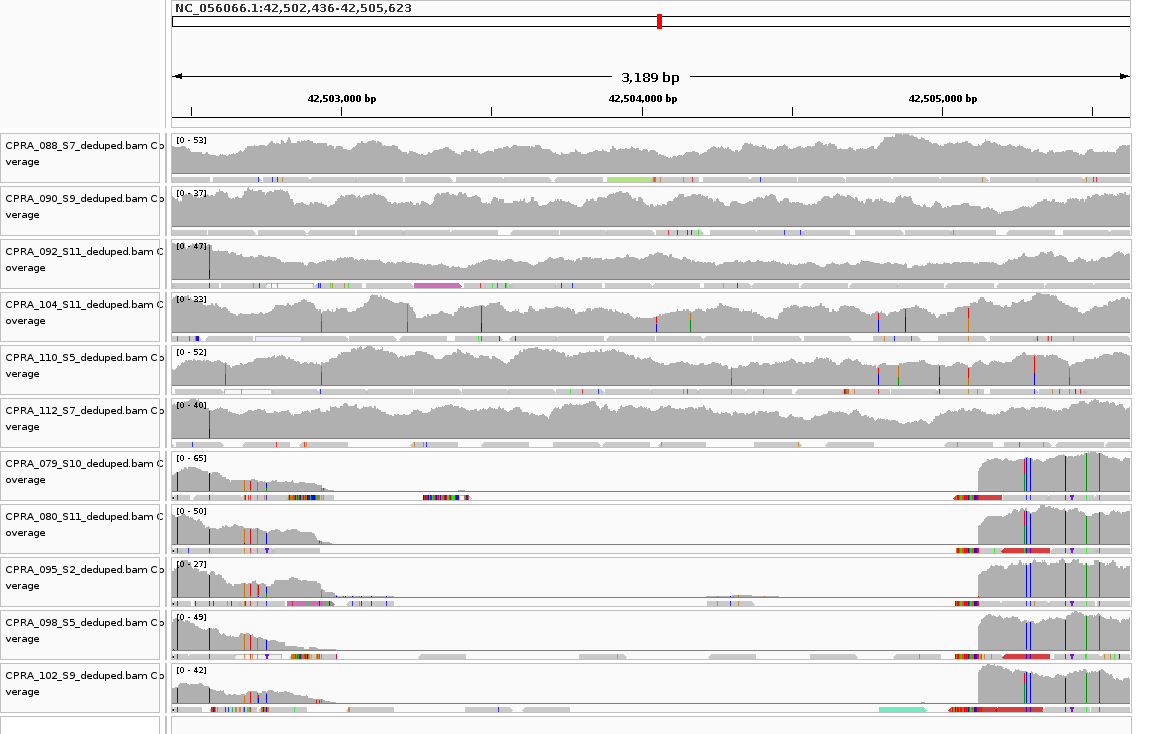 NC_056066.1:42,502,436-42,505,623
3,189 bp
42,503,000 bp 42,504,000 bp 42,505,000 bp
CPRA_088_S7_deduped.bam Co
verage
[0 - 53]
CPRA_090_S9_deduped.bam Co
verage
[0 - 37]
CPRA_092_S11_deduped.bam C
overage
[0 - 47]
CPRA_104_S11_deduped.bam C
overage
[0 - 33]
CPRA_110_S5_deduped.bam Co
verage
[0 - 52]
CPRA_112_S7_deduped.bam Co
verage
[0 - 40]
CPRA_079_S10_deduped.bam C
overage
[0 - 65]
CPRA_080_S11_deduped.bam C
overage
[0 - 50]
CPRA_095_S2_deduped.bam Co
verage
[0 - 27]
CPRA_098_S5_deduped.bam Co
verage
[0 - 49]
CPRA_102_S9_deduped.bam Co
verage
[0 - 42]